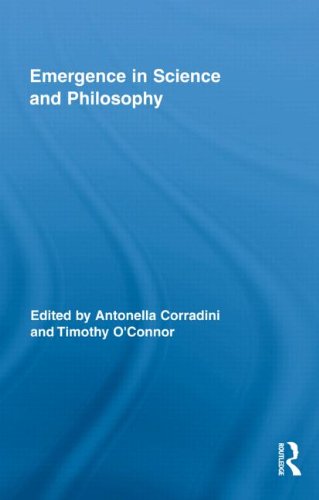 Emergence in Science
and Philosophy
Edited by Antonella Corradini
and Timothy O'Connor
ROUTLEDGE